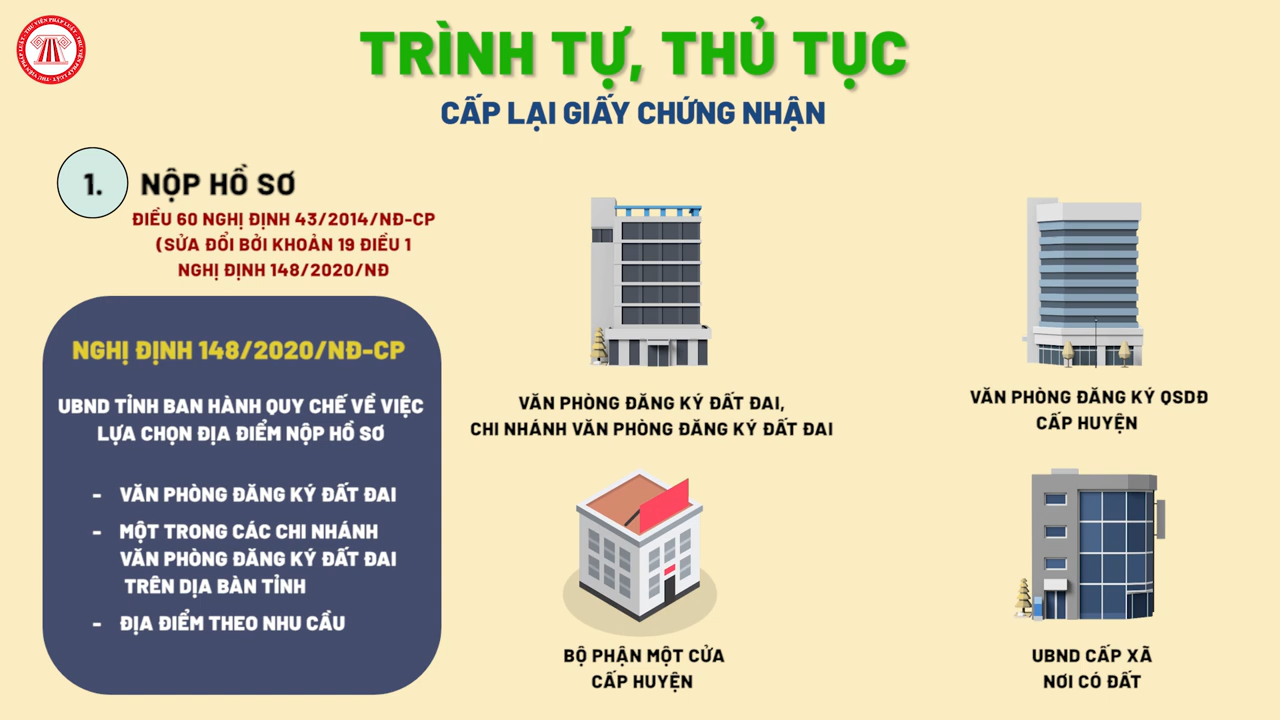 THƯ VIỆN PHÁP LUẬT
TRÌNH TỰ, THỦ TỤC
CẤP LẠI GIẤY CHỨNG NHẬN
1. NỘP HỒ SƠ
ĐIỀU 60 NGHỊ ĐỊNH 43/2014/NĐ-CP
(SỬA ĐỔI BỞI KHOẢN 19 ĐIỀU 1
NGHỊ ĐỊNH 148/2020/NĐ
NGHỊ ĐỊNH 148/2020/NĐ-CP
UBND TỈNH BAN HÀNH QUY CHẾ VỀ VIỆC
LỰA CHỌN ĐỊA ĐIỂM NỘP HỒ SƠ
- VĂN PHÒNG ĐĂNG KÝ ĐẤT ĐAI
- MỘT TRONG CÁC CHI NHÁNH
VĂN PHÒNG ĐĂNG KÝ ĐẤT ĐAI
TRÊN DỊA BÀN TỈNH
- ĐỊA ĐIỂM THEO NHU CẦU
VĂN PHÒNG ĐĂNG KÝ ĐẤT ĐAI,
CHI NHÁNH VĂN PHÒNG ĐĂNG KÝ ĐẤT ĐAI
VĂN PHÒNG ĐĂNG KÝ QSDĐ
CẤP HUYỆN
BỘ PHẬN MỘT CỬA
CẤP HUYỆN
UBND CẤP XÃ
NƠI CÓ ĐẤT